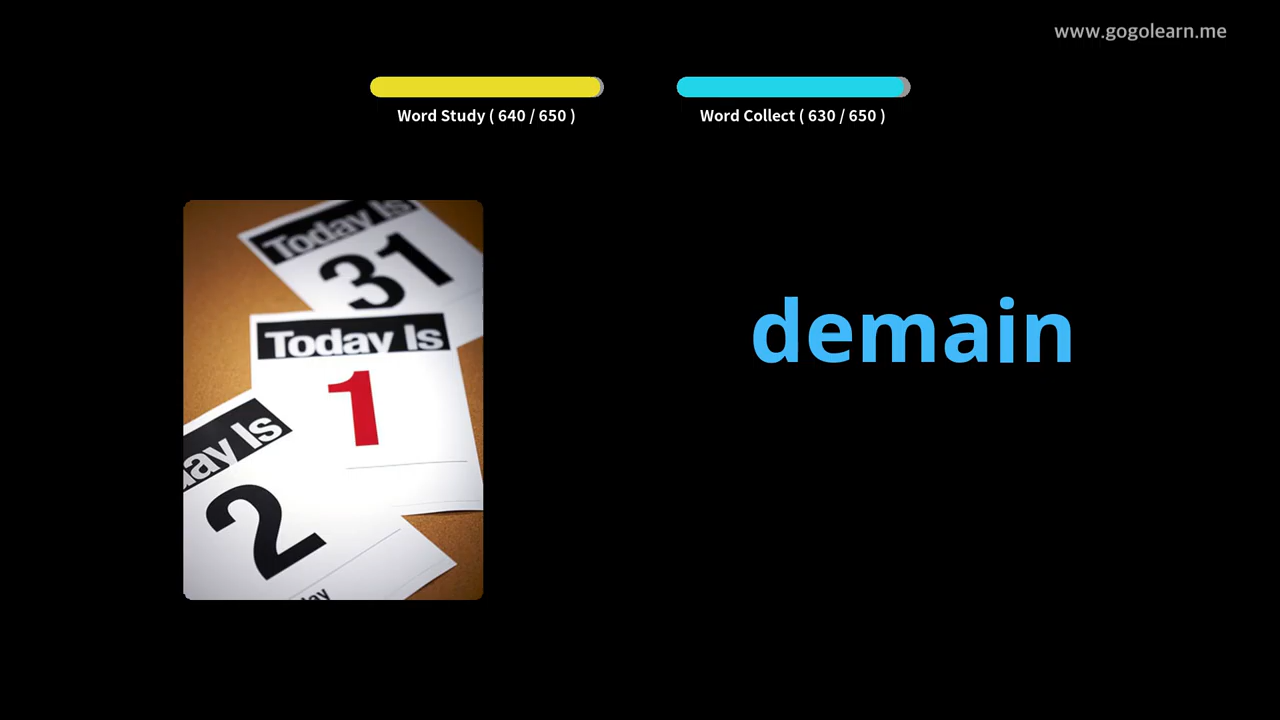 www.gogolearn.me
Word Study ( 640 / 650 )
Word Collect ( 630 / 650 )
Today Is
31
Today Is
1
demain
ay Is
2